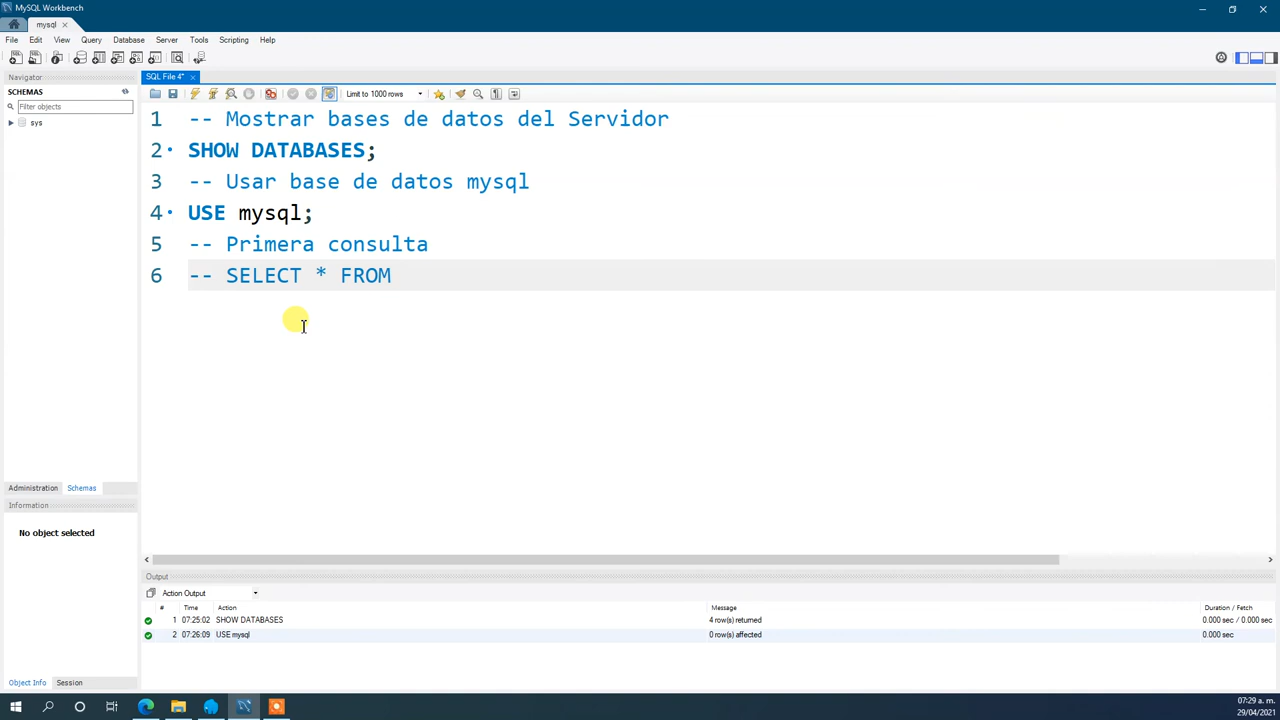 MySQL Workbench
mysql
File Edit View Query Database Server Tools Scripting Help
Navigator
SCHEMAS
Filter objects
sys
SQL File 4*
Limit to 1000 rows
1 -- Mostrar bases de datos del Servidor
2 SHOW DATABASES;
3 -- Usar base de datos mysql
4 USE mysql;
5 -- Primera consulta
6 -- SELECT * FROM
Administration Schemas
Information
No object selected
Output
Action Output
# Time Action Message Duration / Fetch
1 07:25:02 SHOW DATABASES 4 row(s) returned 0.000 sec / 0.000 sec
2 07:26:09 USE mysql 0 row(s) affected 0.000 sec
Object Info Session
07:29 a. m.
29/04/2021